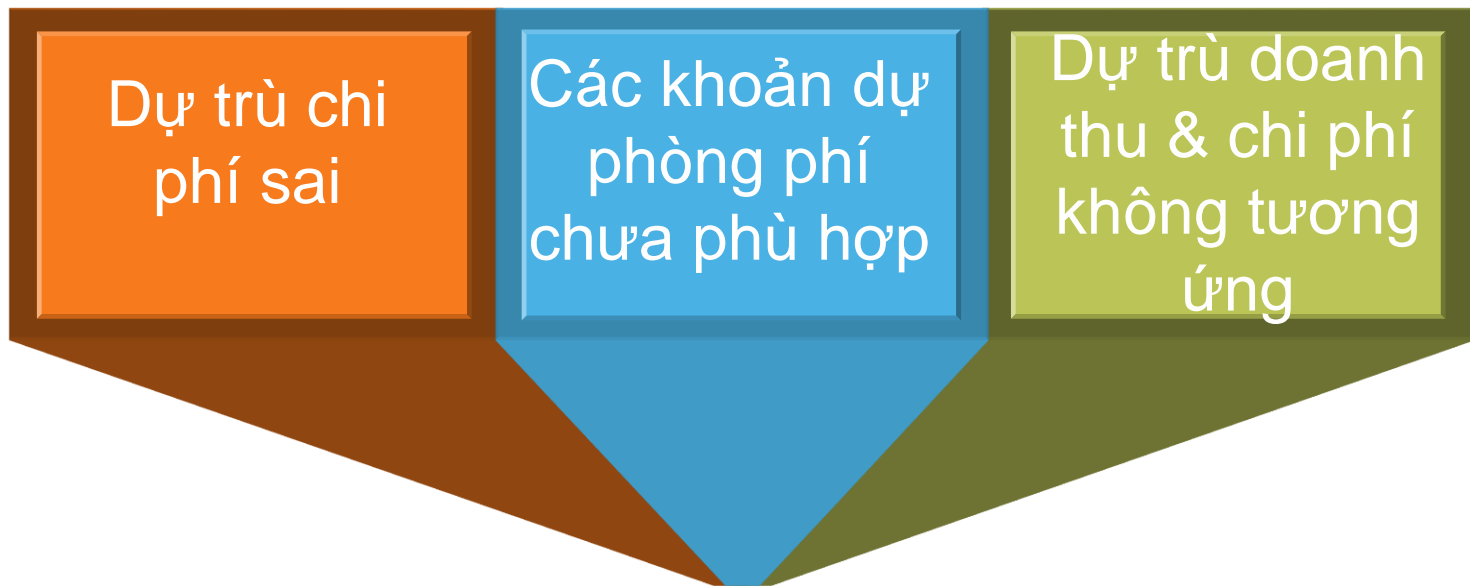 Dự trù chi
phí sai
Các khoản dự
phòng phí
chưa phù hợp
Dự trù doanh
thu & chi phí
không tương
ứng